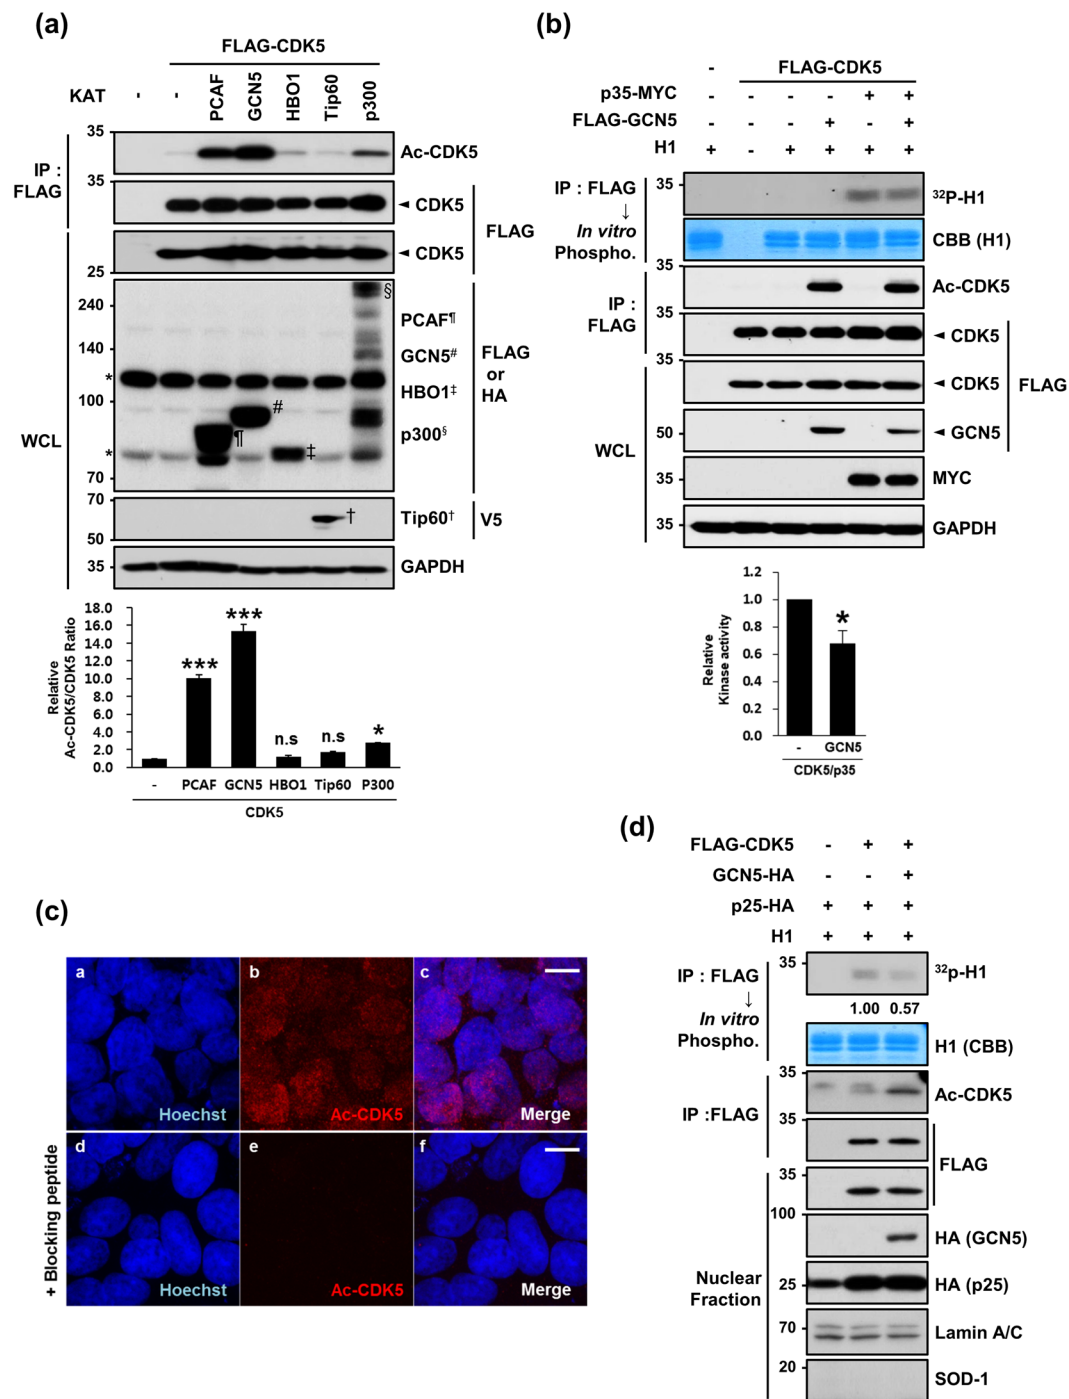 (a)
FLAG-CDK5
KAT - - PCAF GCN5 HBO1 Tip60 p300
IP : FLAG
35
Ac-CDK5
35
◄ CDK5
FLAG
◄ CDK5
25
WCL
240
140
100
70
*
*
§
#
¶
‡
PCAF¶
GCN5#
HBO1‡
p300§
FLAG or HA
70
50
†
Tip60†
V5
35
GAPDH
Relative Ac-CDK5/CDK5 Ratio
18.0
16.0
14.0
12.0
10.0
8.0
6.0
4.0
2.0
0.0
*** *** n.s n.s *
- PCAF GCN5 HBO1 Tip60 P300
CDK5
(b)
- FLAG-CDK5
p35-MYC - - - - + +
FLAG-GCN5 - - - + - +
H1 + - + + + +
IP : FLAG
↓
In vitro
Phospho.
35
32P-H1
CBB (H1)
IP : FLAG
35
Ac-CDK5
35
◄ CDK5
FLAG
WCL
35
◄ CDK5
50
◄ GCN5
35
MYC
35
GAPDH
Relative Kinase activity
1.2
1.0
0.8
0.6
0.4
0.2
0.0
*
- GCN5
CDK5/p35
(c)
a
Hoechst
b
Ac-CDK5
c
Merge
+ Blocking peptide
d
Hoechst
e
Ac-CDK5
f
Merge
(d)
FLAG-CDK5 - + +
GCN5-HA - - +
p25-HA + + +
H1 + + +
IP : FLAG
↓
In vitro
Phospho.
35
32p-H1
1.00 0.57
H1 (CBB)
IP :FLAG
35
Ac-CDK5
35
FLAG
Nuclear Fraction
35
100
HA (GCN5)
25
HA (p25)
70
Lamin A/C
20
SOD-1